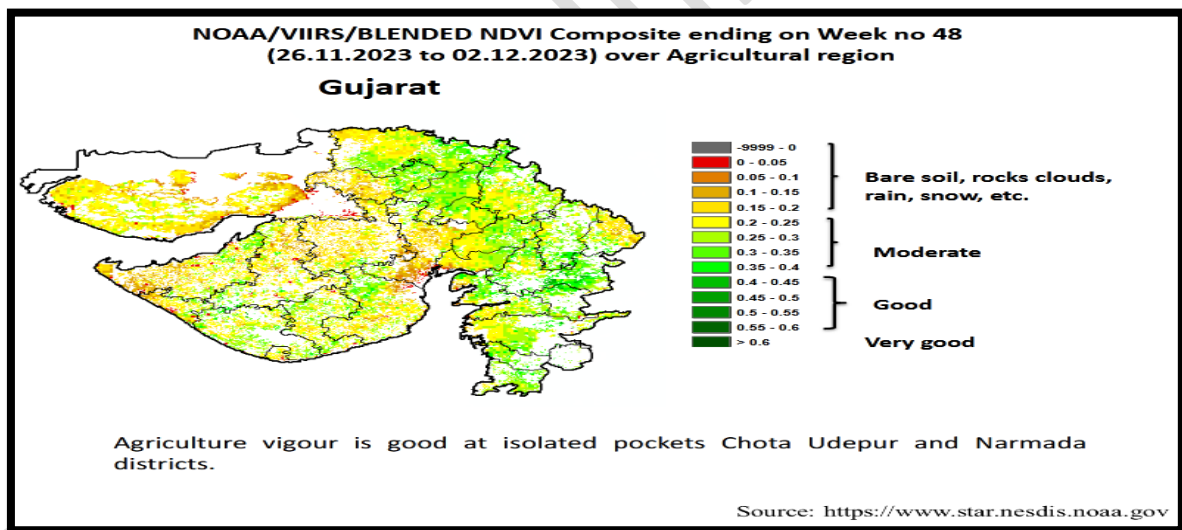 NOAA/VIIRS/BLENDED NDVI Composite ending on Week no 48
(26.11.2023 to 02.12.2023) over Agricultural region
Gujarat
-9999 - 0
0 - 0.05
0.05 - 0.1
0.1 - 0.15
0.15 - 0.2
0.2 - 0.25
0.25 - 0.3
0.3 - 0.35
0.35 - 0.4
0.4 - 0.45
0.45 - 0.5
0.5 - 0.55
0.55 - 0.6
> 0.6
Bare soil, rocks clouds,
rain, snow, etc.
Moderate
Good
Very good
Agriculture vigour is good at isolated pockets Chota Udepur and Narmada
districts.
Source: https://www.star.nesdis.noaa.gov